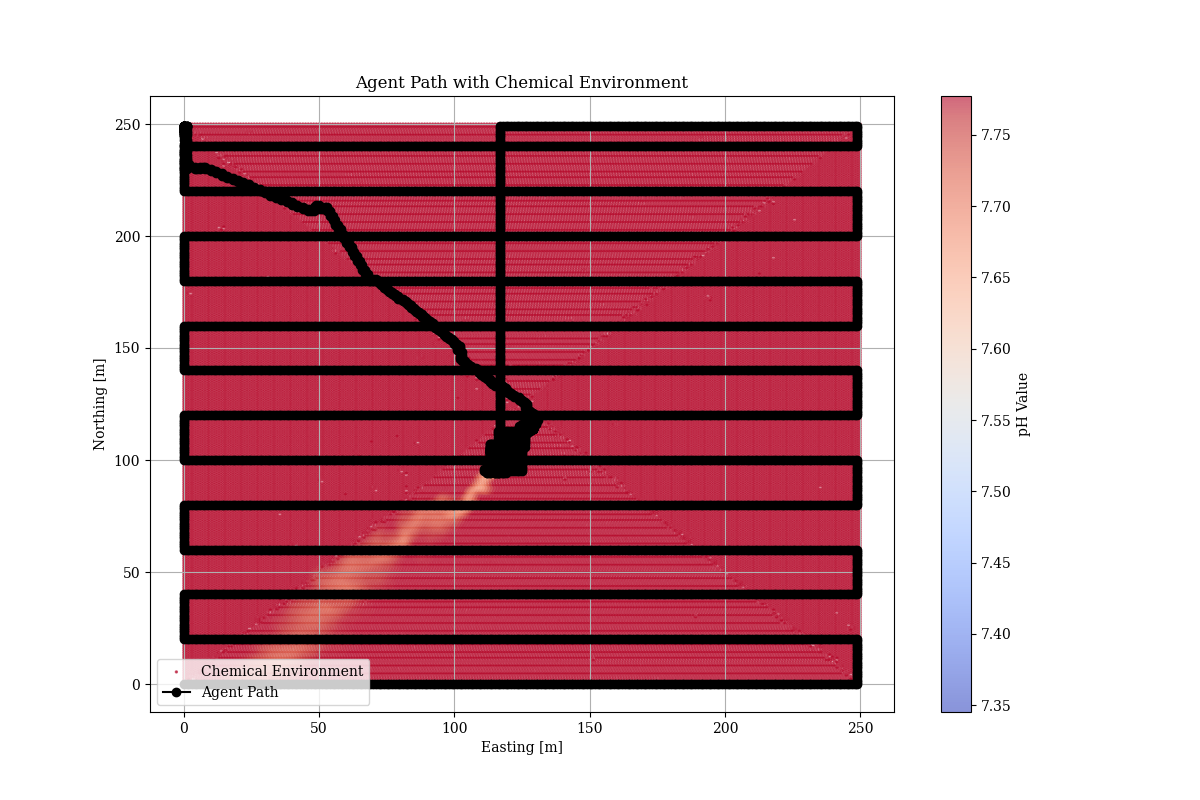 Agent Path with Chemical Environment
250
200
150
100
50
0
Northing [m]
0 50 100 150 200 250
Easting [m]
Chemical Environment
Agent Path
7.75
7.70
7.65
7.60
7.55
7.50
7.45
7.40
7.35
pH Value